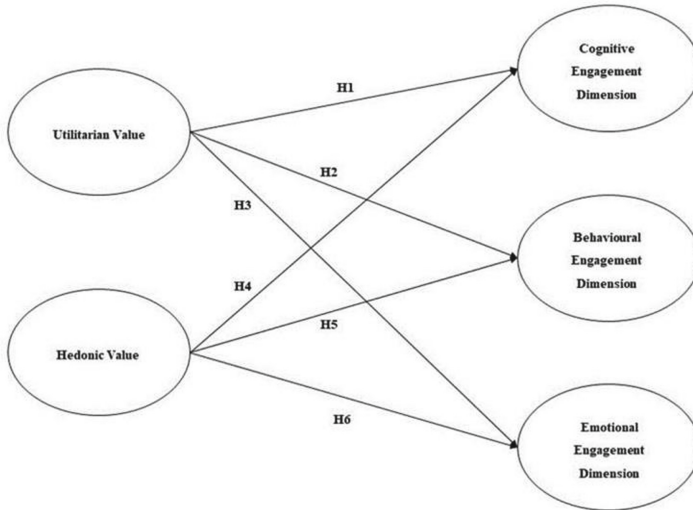 Cognitive
Engagement
Dimension
H1
Utilitarian Value
H2
H3
Behavioural
Engagement
Dimension
H4
H5
Hedonic Value
H6
Emotional
Engagement
Dimension